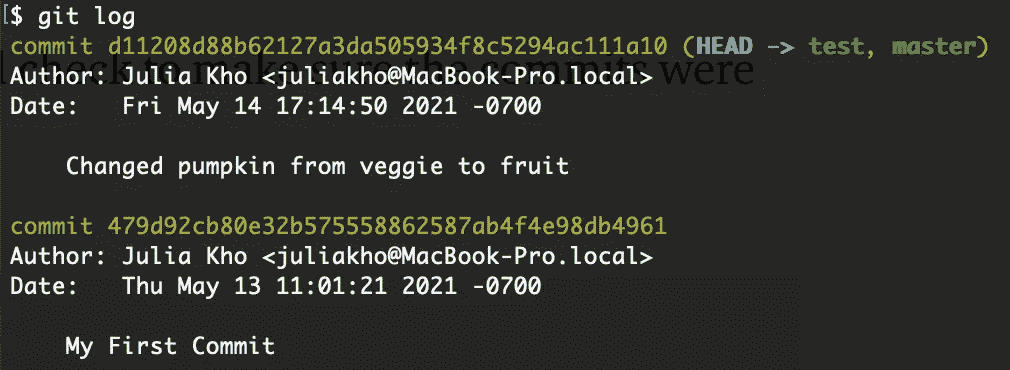 [$ git log
commit d11208d88b62127a3da505934f8c5294ac111a10 (HEAD -> test, master)
check to make sure the commits were
Author: Julia Kho <juliakho@MacBook-Pro.local>
Date:   Fri May 14 17:14:50 2021 -0700
    Changed pumpkin from veggie to fruit
commit 479d92cb80e32b575558862587ab4f4e98db4961
Author: Julia Kho <juliakho@MacBook-Pro.local>
Date:   Thu May 13 11:01:21 2021 -0700
    My First Commit